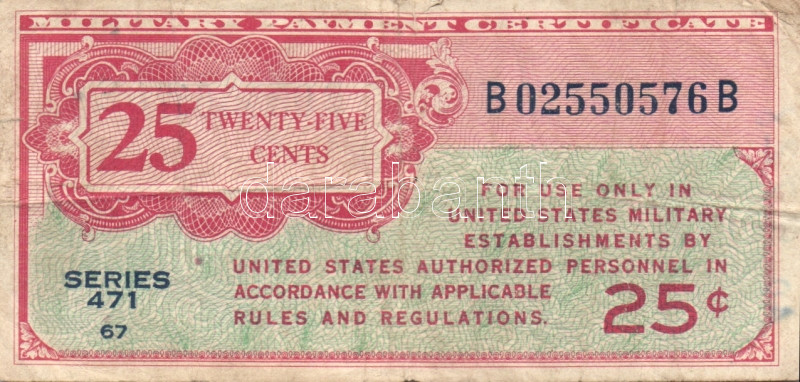 MILITARY PAYMENT CERTIFICATE
25 TWENTY-FIVE
CENTS
B02550576B
FOR USE ONLY IN
UNITED STATES MILITARY
ESTABLISHMENTS BY
UNITED STATES AUTHORIZED PERSONNEL IN
ACCORDANCE WITH APPLICABLE
RULES AND REGULATIONS.
SERIES
471
67
25¢
darabanth